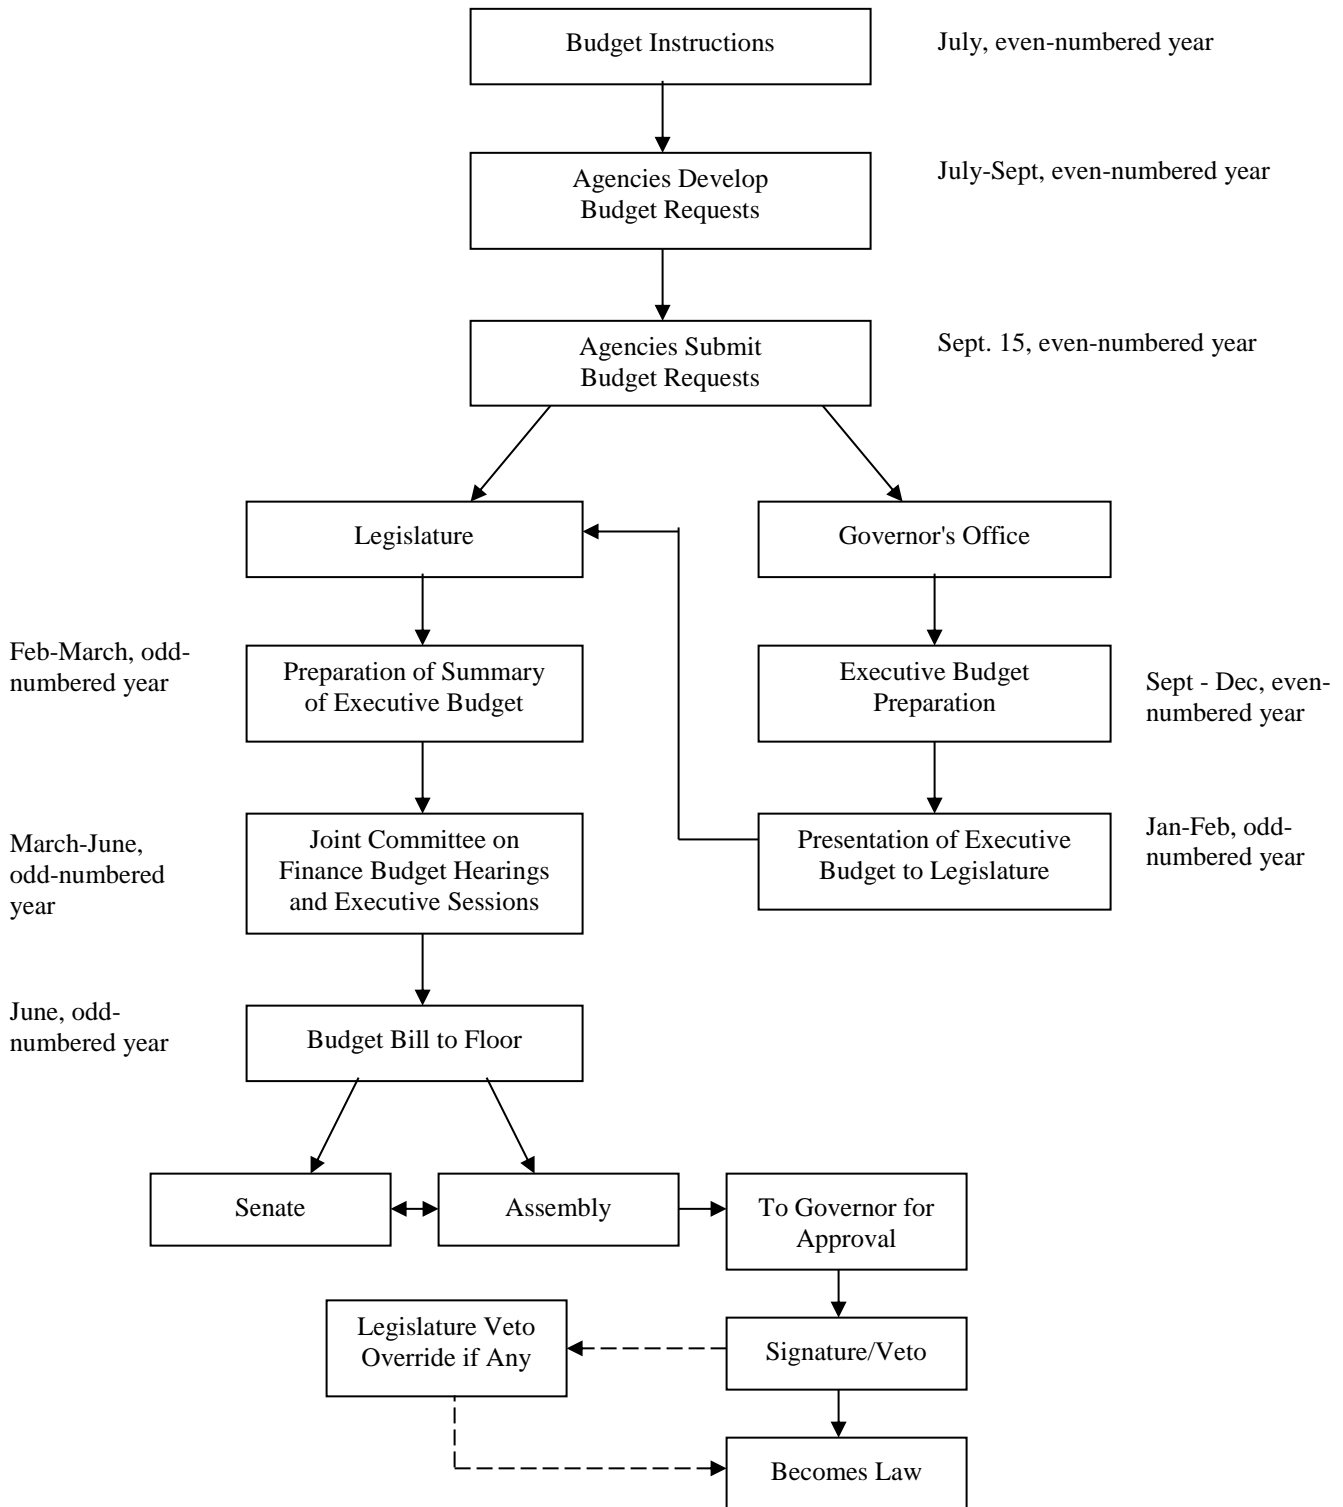 Budget Instructions
July, even-numbered year
Agencies Develop
Budget Requests
July-Sept, even-numbered year
Agencies Submit
Budget Requests
Sept. 15, even-numbered year
Legislature
Governor's Office
Feb-March, odd-
numbered year
Preparation of Summary
of Executive Budget
Executive Budget
Preparation
Sept - Dec, even-
numbered year
March-June,
odd-numbered
year
Joint Committee on
Finance Budget Hearings
and Executive Sessions
Presentation of Executive
Budget to Legislature
Jan-Feb, odd-
numbered year
June, odd-
numbered year
Budget Bill to Floor
Senate
Assembly
To Governor for
Approval
Legislature Veto
Override if Any
Signature/Veto
Becomes Law